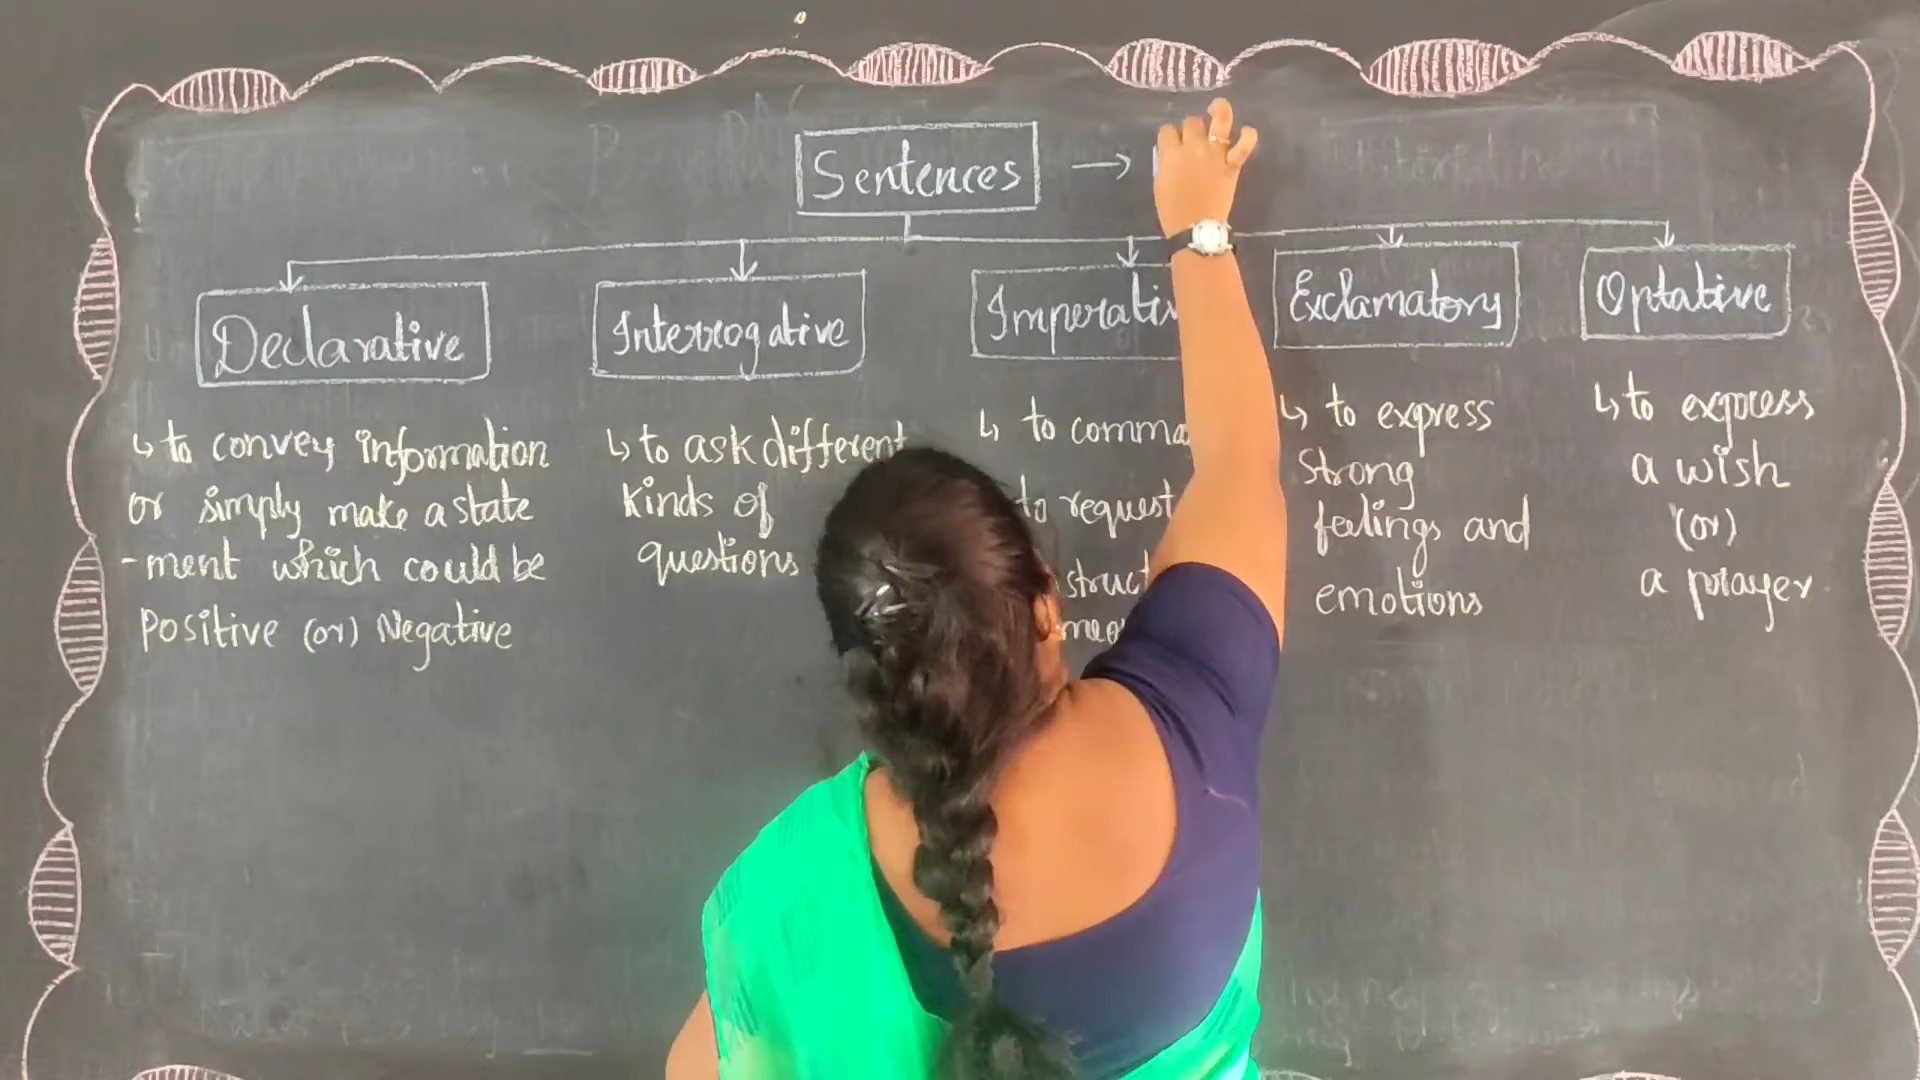 Sentences →
Declarative
Interrogative
Imperativ
Exclamatory
Optative
↳ to convey information
or simply make a state
-ment which could be
Positive (or) Negative
↳ to ask different
kinds of
questions
↳ to comma
to request
struct
↳ to express
Strong
feelings and
emotions
↳ to express
a wish
(or)
a prayer